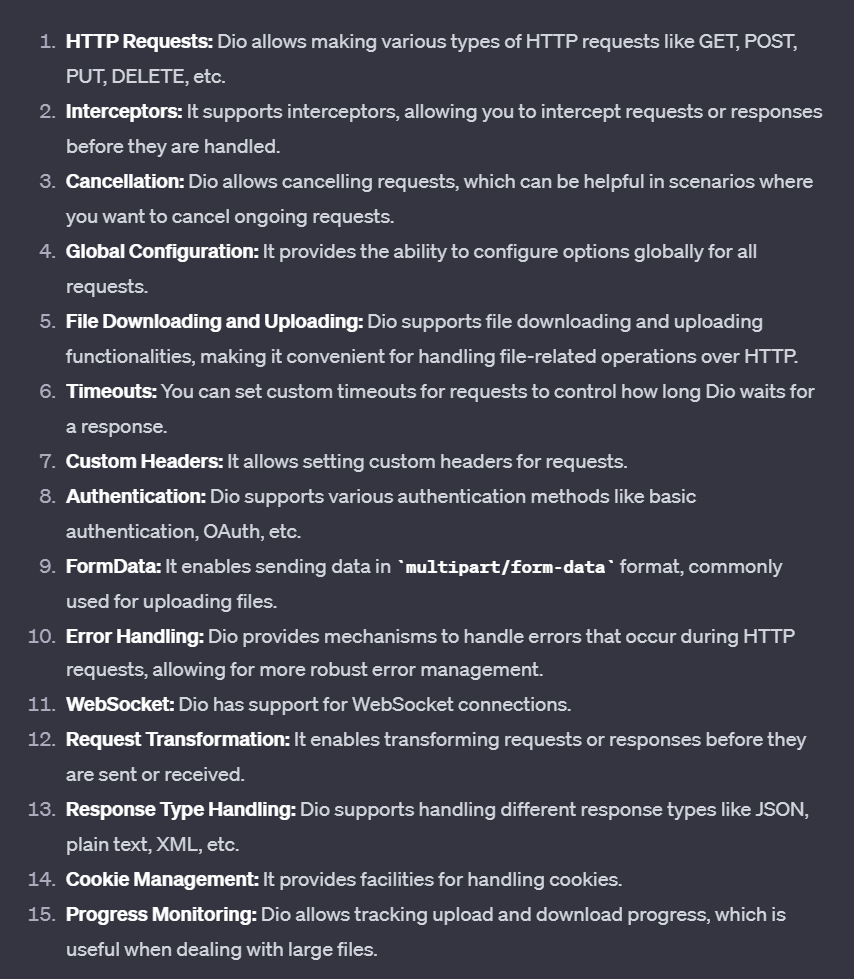 1. HTTP Requests: Dio allows making various types of HTTP requests like GET, POST,
PUT, DELETE, etc.
2. Interceptors: It supports interceptors, allowing you to intercept requests or responses
before they are handled.
3. Cancellation: Dio allows cancelling requests, which can be helpful in scenarios where
you want to cancel ongoing requests.
4. Global Configuration: It provides the ability to configure options globally for all
requests.
5. File Downloading and Uploading: Dio supports file downloading and uploading
functionalities, making it convenient for handling file-related operations over HTTP.
6. Timeouts: You can set custom timeouts for requests to control how long Dio waits for
a response.
7. Custom Headers: It allows setting custom headers for requests.
8. Authentication: Dio supports various authentication methods like basic
authentication, OAuth, etc.
9. FormData: It enables sending data in `multipart/form-data` format, commonly
used for uploading files.
10. Error Handling: Dio provides mechanisms to handle errors that occur during HTTP
requests, allowing for more robust error management.
11. WebSocket: Dio has support for WebSocket connections.
12. Request Transformation: It enables transforming requests or responses before they
are sent or received.
13. Response Type Handling: Dio supports handling different response types like JSON,
plain text, XML, etc.
14. Cookie Management: It provides facilities for handling cookies.
15. Progress Monitoring: Dio allows tracking upload and download progress, which is
useful when dealing with large files.